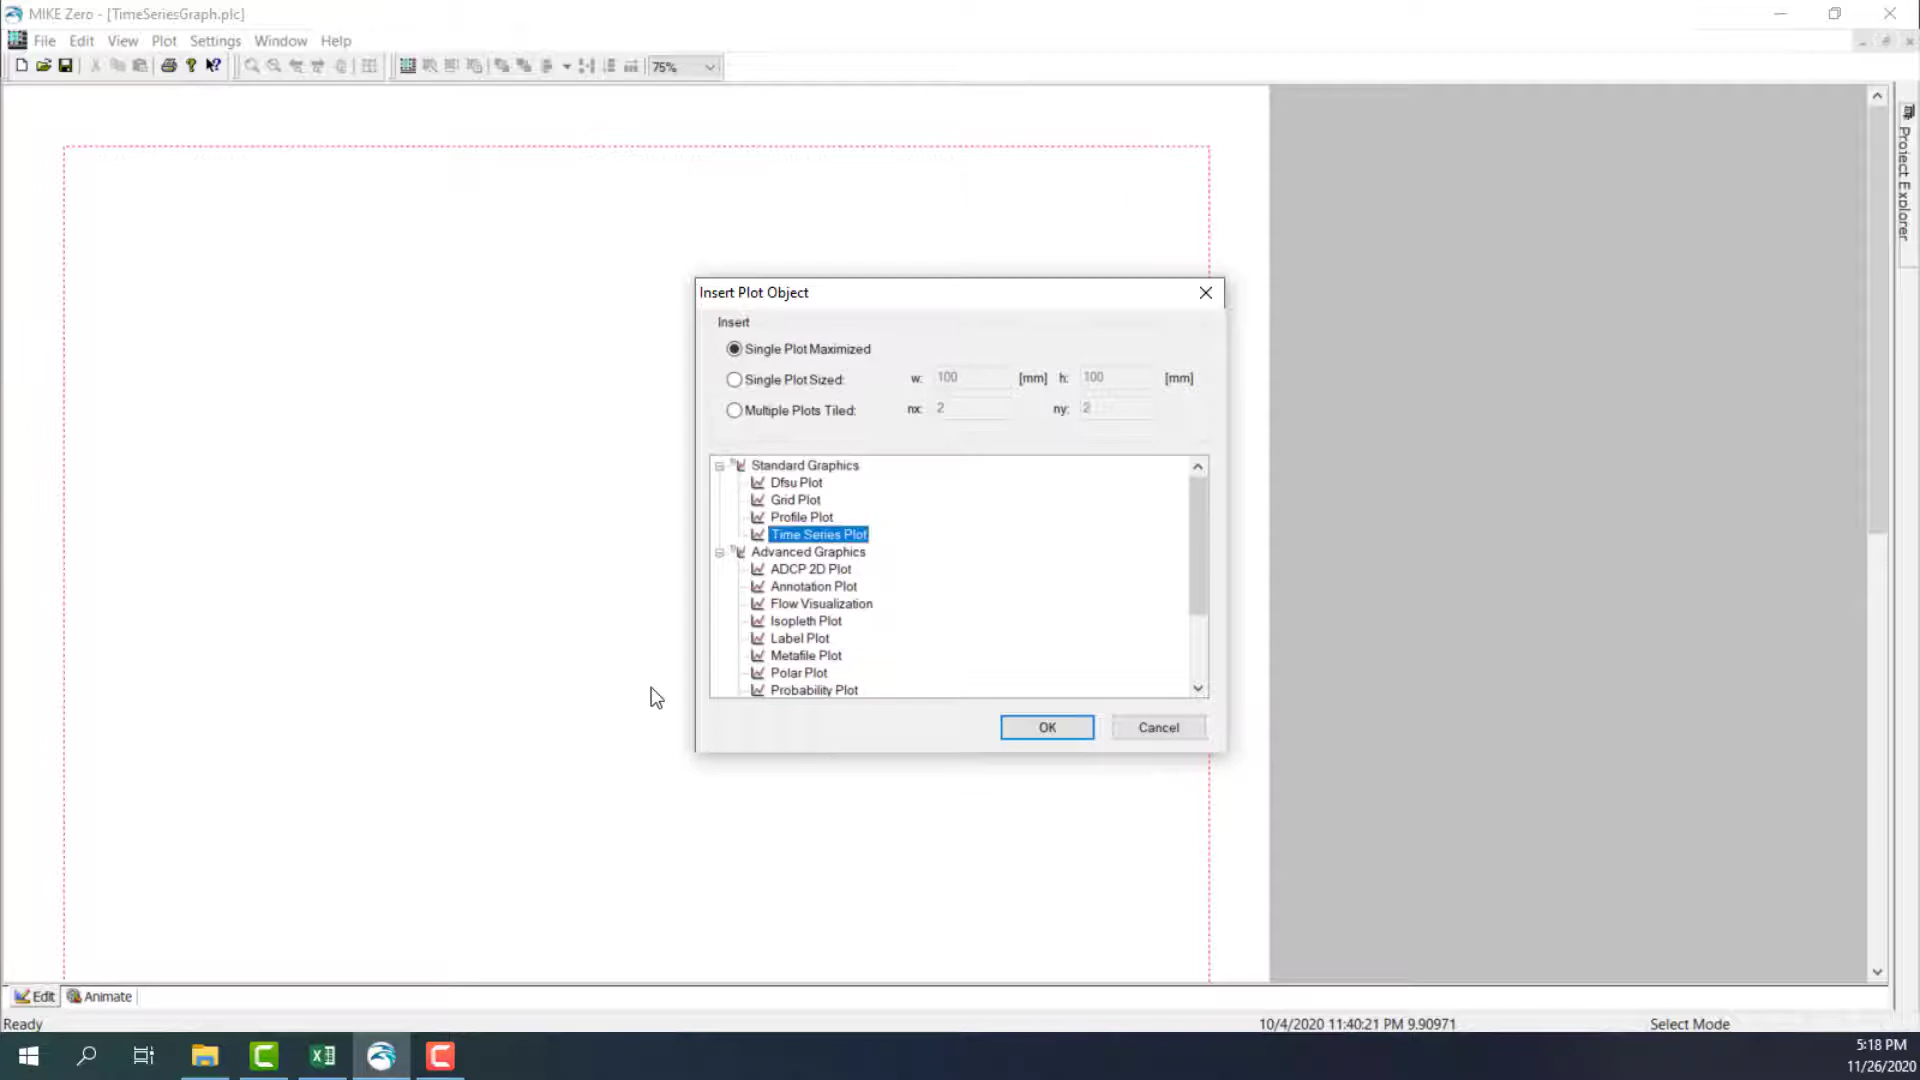 MIKE Zero - [TimeSeriesGraph.plc]
File Edit View Plot Settings Window Help
75%
Project Explorer
Insert Plot Object
Insert
Single Plot Maximized
Single Plot Sized: w: 100 [mm] h: 100 [mm]
Multiple Plots Tiled: nx: 2 ny: 2
Standard Graphics
Dfsu Plot
Grid Plot
Profile Plot
Time Series Plot
Advanced Graphics
ADCP 2D Plot
Annotation Plot
Flow Visualization
Isopleth Plot
Label Plot
Metafile Plot
Polar Plot
Probability Plot
OK Cancel
Edit Animate
Ready 10/4/2020 11:40:21 PM 9.90971 Select Mode
5:18 PM
11/26/2020